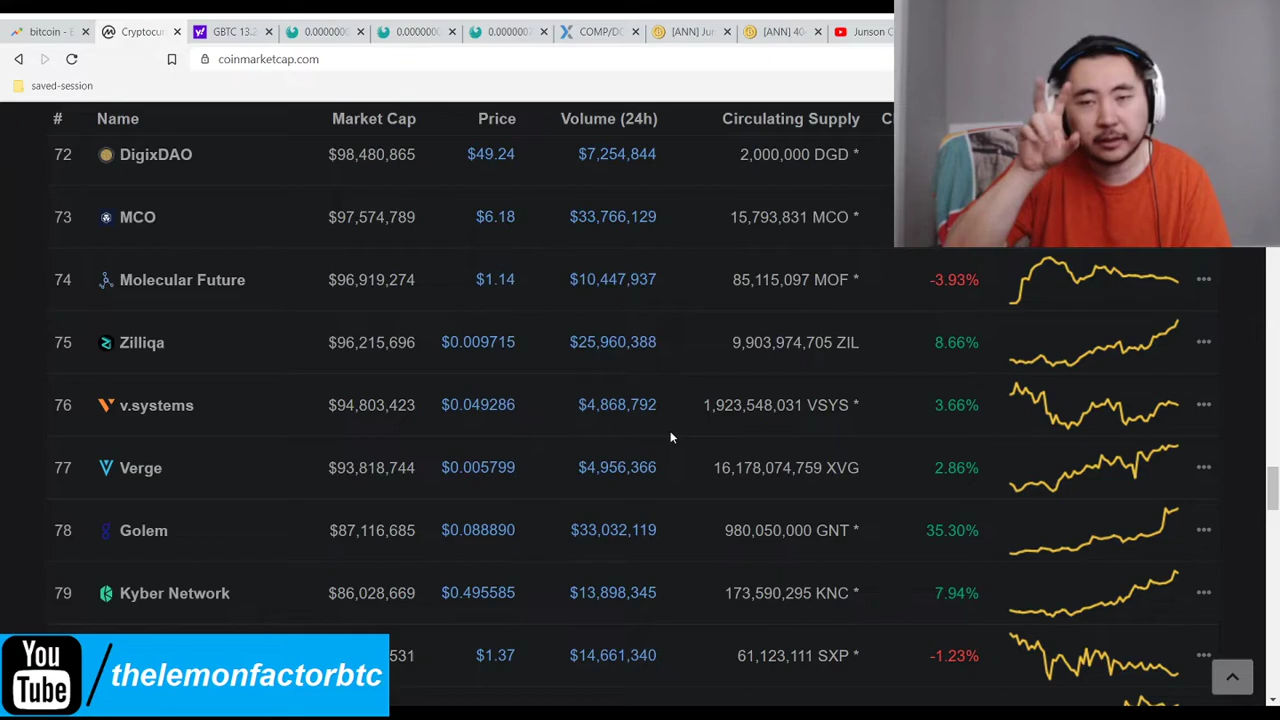 bitcoin - B
Cryptocur
GBTC 13.2
0.0000000
0.0000000
0.0000007
COMP/DC
[ANN] Jun
[ANN] 40
Junson C
coinmarketcap.com
saved-session
# Name Market Cap Price Volume (24h) Circulating Supply C
72 DigixDAO $98,480,865 $49.24 $7,254,844 2,000,000 DGD *
73 MCO $97,574,789 $6.18 $33,766,129 15,793,831 MCO *
74 Molecular Future $96,919,274 $1.14 $10,447,937 85,115,097 MOF * -3.93%
75 Zilliqa $96,215,696 $0.009715 $25,960,388 9,903,974,705 ZIL 8.66%
76 v.systems $94,803,423 $0.049286 $4,868,792 1,923,548,031 VSYS * 3.66%
77 Verge $93,818,744 $0.005799 $4,956,366 16,178,074,759 XVG 2.86%
78 Golem $87,116,685 $0.088890 $33,032,119 980,050,000 GNT * 35.30%
79 Kyber Network $86,028,669 $0.495585 $13,898,345 173,590,295 KNC * 7.94%
531 $1.37 $14,661,340 61,123,111 SXP * -1.23%
You
Tube
/thelemonfactorbtc